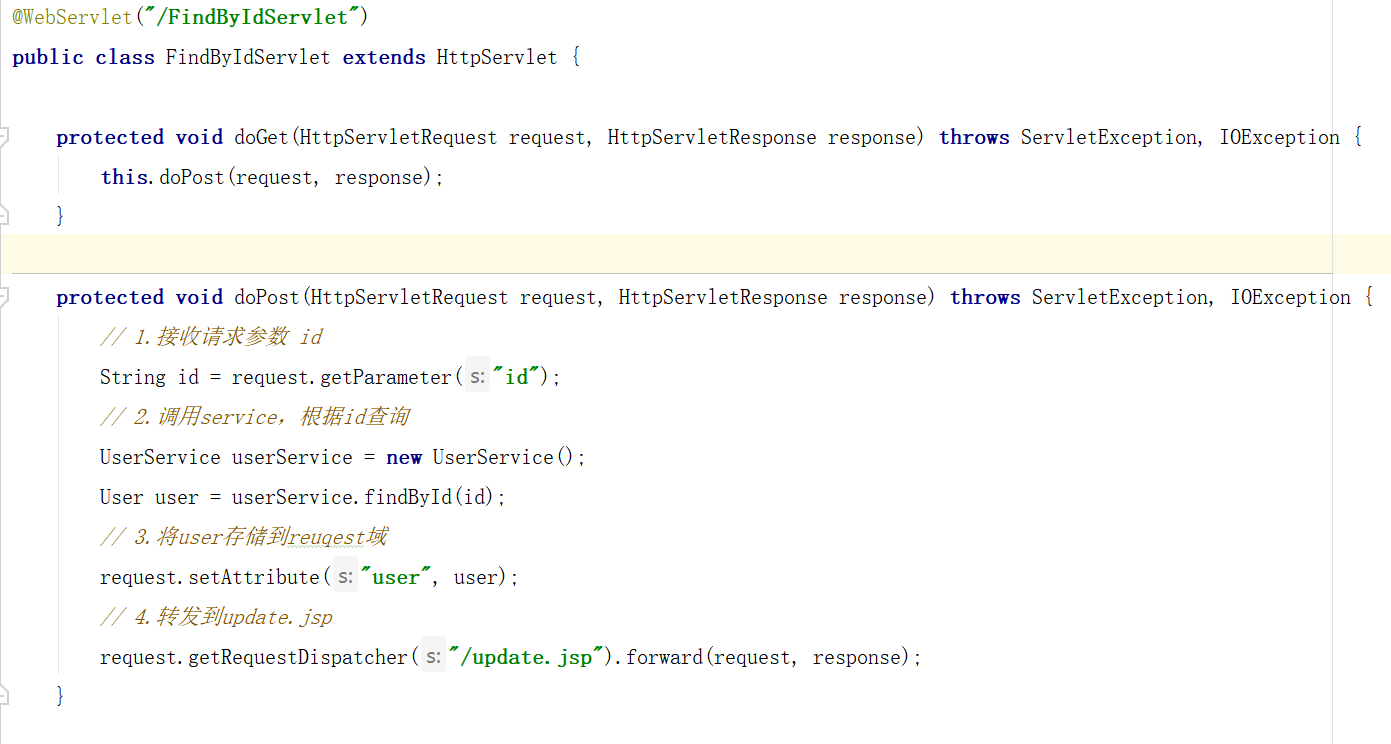 @WebServlet("/FindByIdServlet")
public class FindByIdServlet extends HttpServlet {
protected void doGet(HttpServletRequest request, HttpServletResponse response) throws ServletException, IOException {
this.doPost(request, response);
}
protected void doPost(HttpServletRequest request, HttpServletResponse response) throws ServletException, IOException {
// 1.接收请求参数 id
String id = request.getParameter( s: "id");
// 2.调用service，根据id查询
UserService userService = new UserService();
User user = userService.findById(id);
// 3.将user存储到reuqest域
request.setAttribute( s: "user", user);
// 4.转发到update.jsp
request.getRequestDispatcher( s: "/update.jsp").forward(request, response);
}